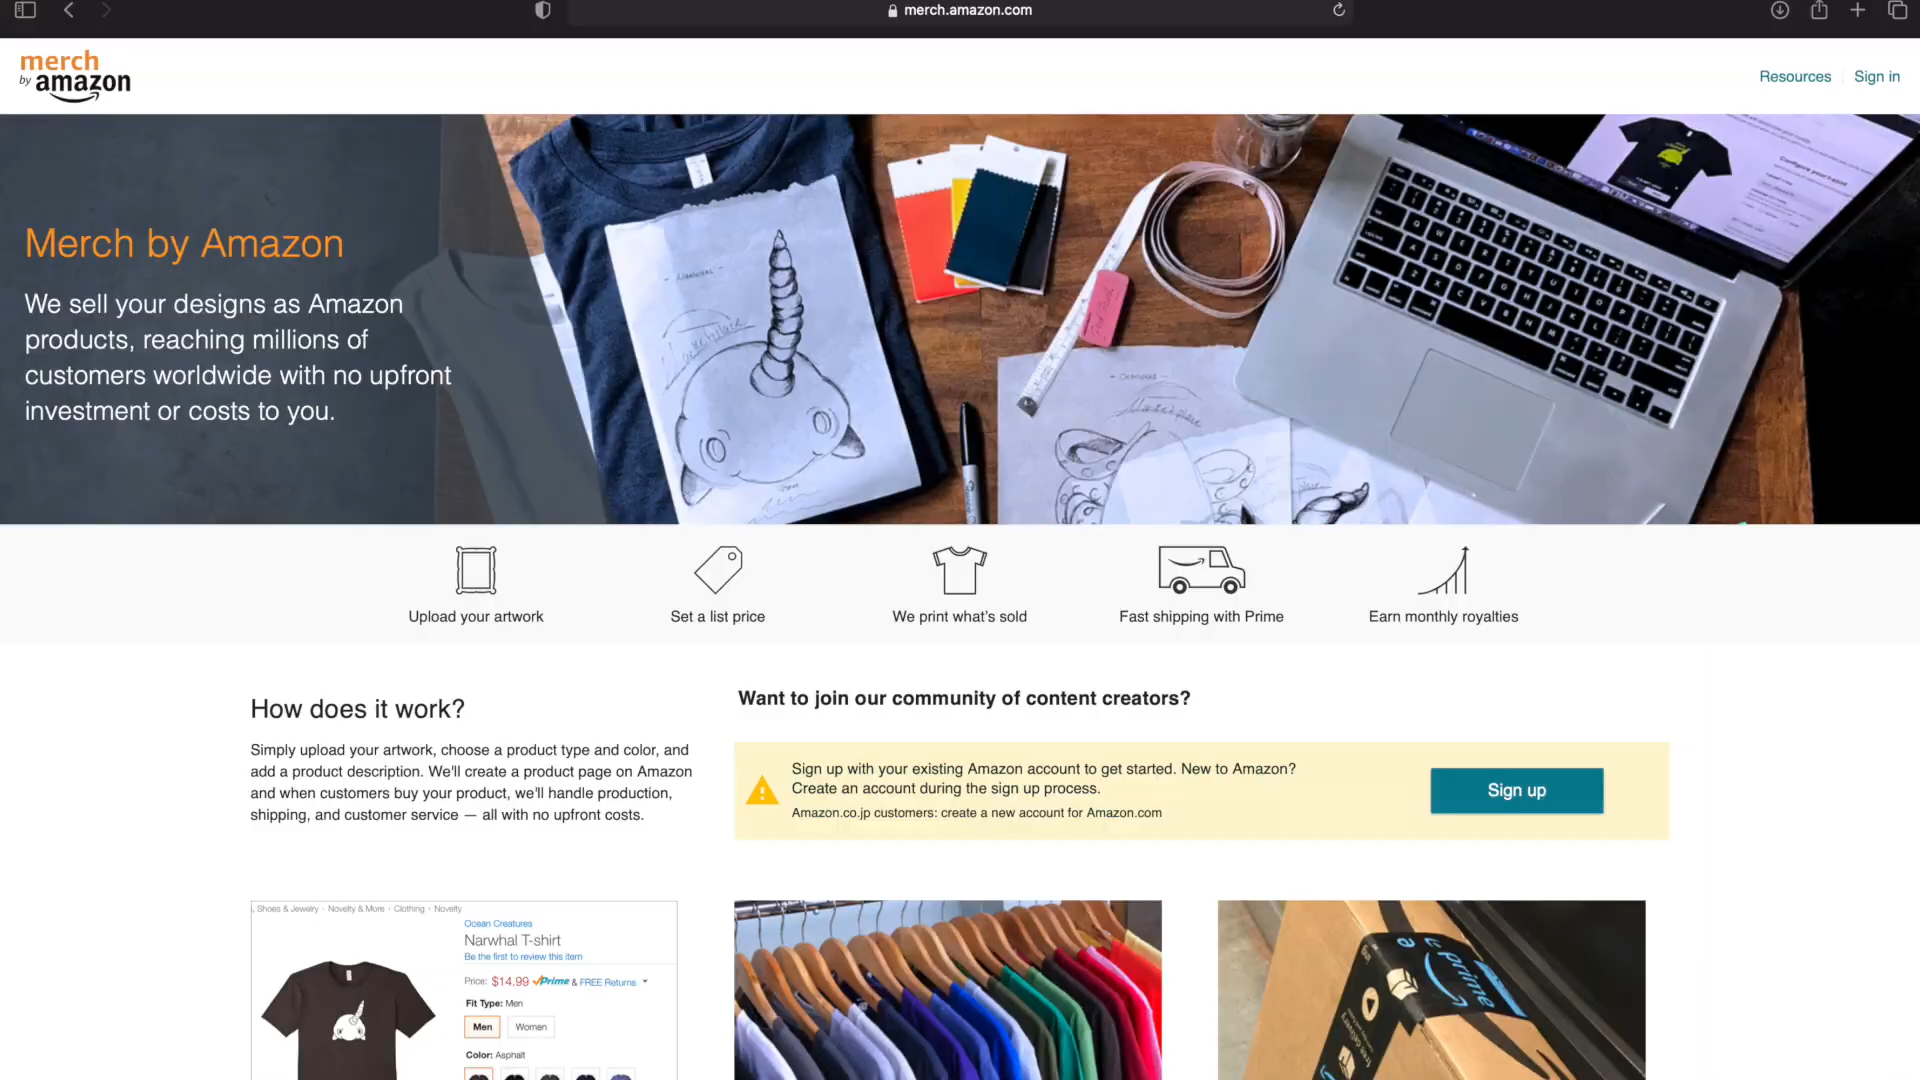 merch.amazon.com
merch
by amazon
Resources
Sign in
Merch by Amazon
We sell your designs as Amazon
products, reaching millions of
customers worldwide with no upfront
investment or costs to you.
Upload your artwork
Set a list price
We print what's sold
Fast shipping with Prime
Earn monthly royalties
How does it work?
Simply upload your artwork, choose a product type and color, and
add a product description. We'll create a product page on Amazon
and when customers buy your product, we'll handle production,
shipping, and customer service — all with no upfront costs.
Want to join our community of content creators?
Sign up with your existing Amazon account to get started. New to Amazon?
Create an account during the sign up process.
Amazon.co.jp customers: create a new account for Amazon.com
Sign up
, Shoes & Jewelry › Novelty & More › Clothing › Novelty
Ocean Creatures
Narwhal T-shirt
Be the first to review this item
Price: $14.99 Prime & FREE Returns
Fit Type: Men
Men
Women
Color: Asphalt
prime